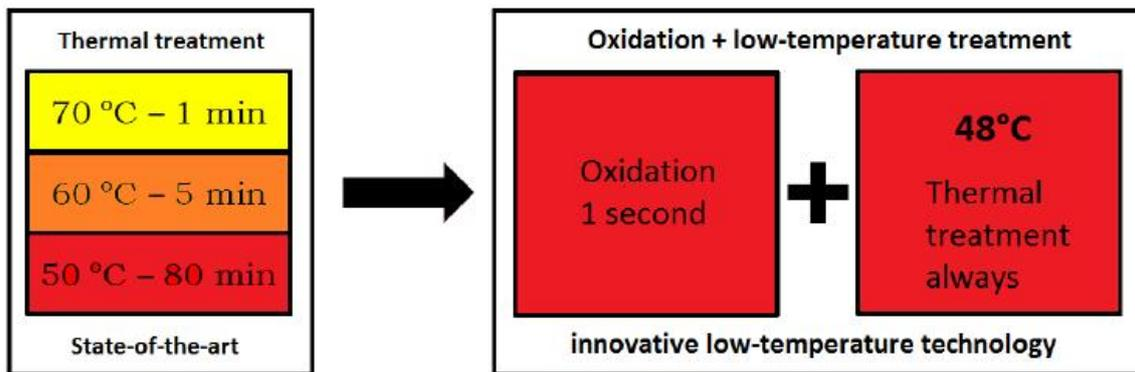 Thermal treatment
70 °C – 1 min
60 °C – 5 min
50 °C – 80 min
State-of-the-art
Oxidation + low-temperature treatment
Oxidation
1 second
+
48°C
Thermal
treatment
always
innovative low-temperature technology